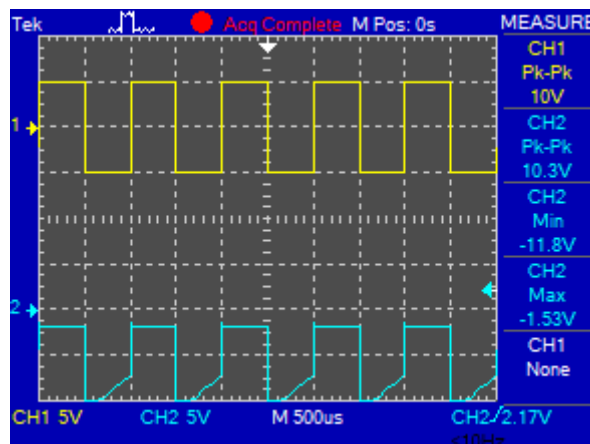 Tek Acq Complete M Pos: 0s MEASURE
CH1
Pk-Pk
10V
CH2
Pk-Pk
10.3V
CH2
Min
-11.8V
CH2
Max
-1.53V
CH1
None
1
2
CH1 5V CH2 5V M 500us CH2 2.17V
<10Hz